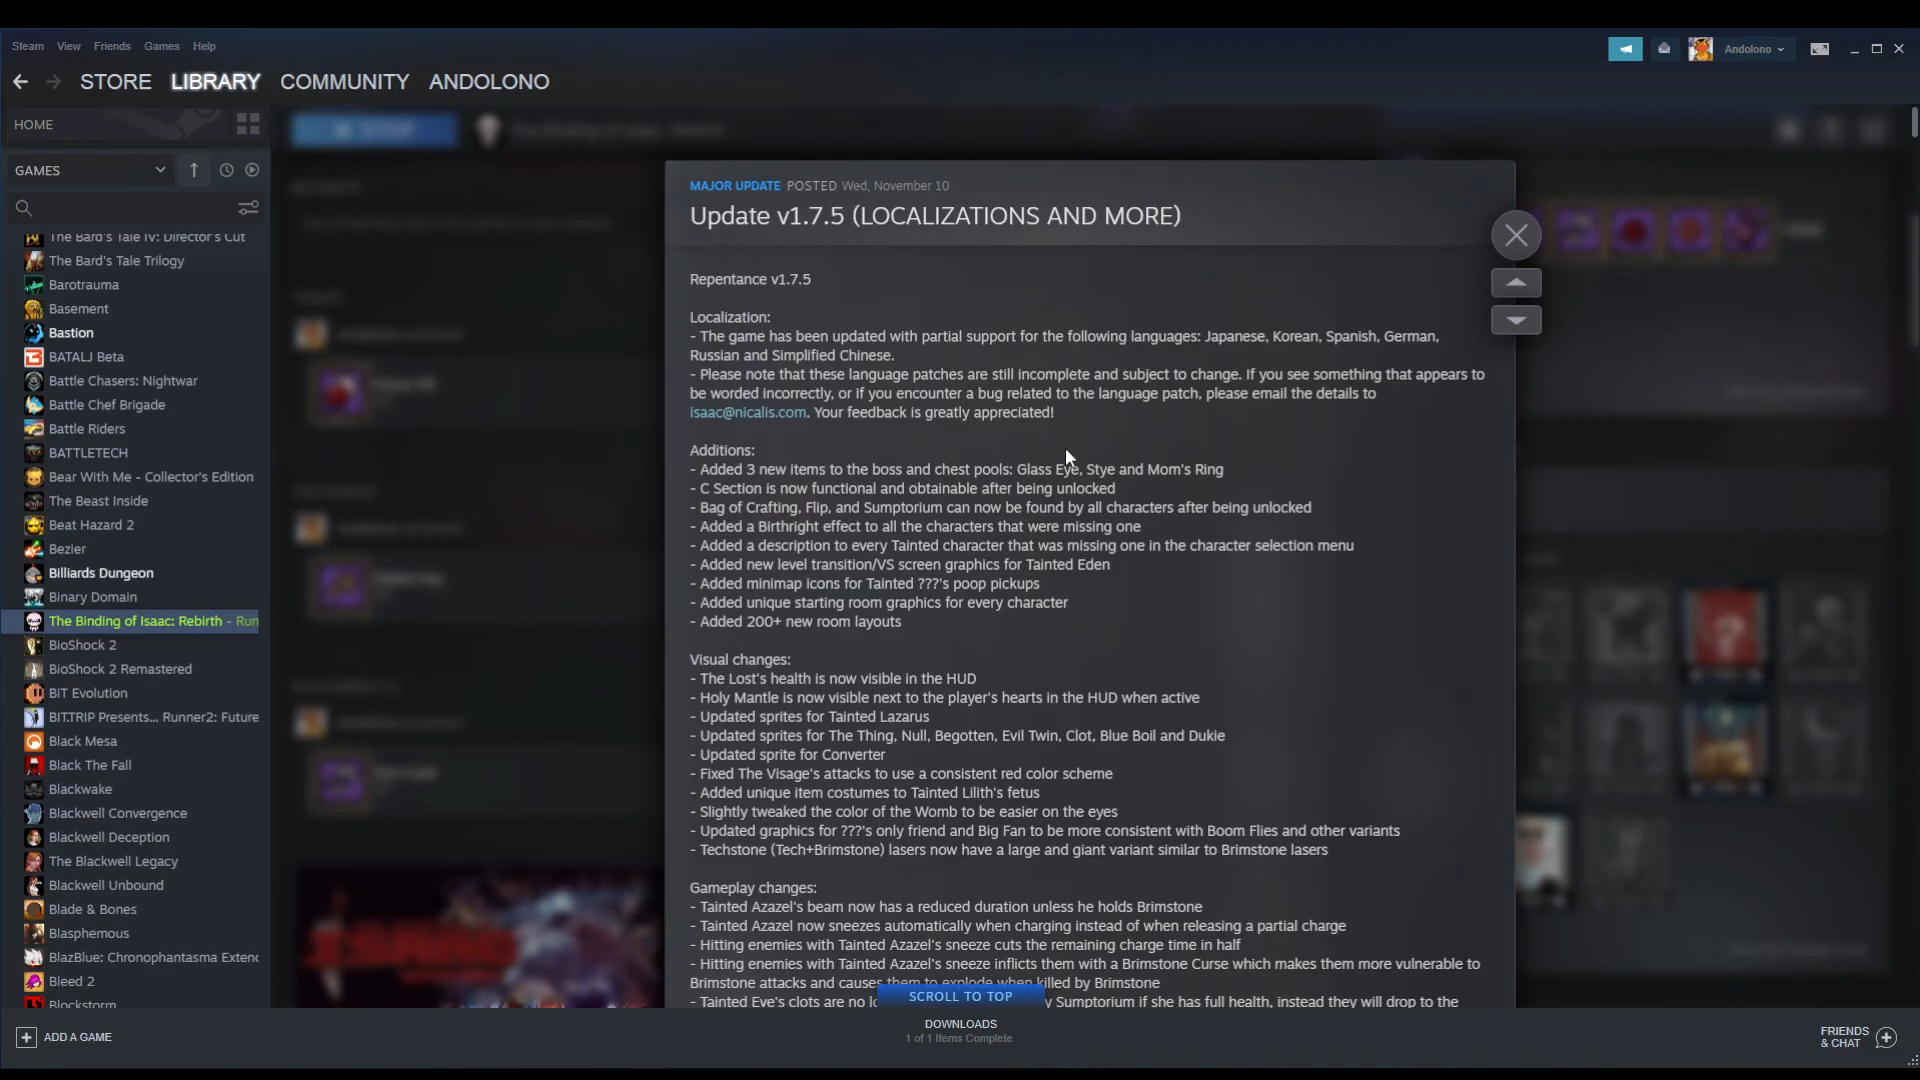 Steam View Friends Games Help
Andolono
STORE LIBRARY COMMUNITY ANDOLONO
HOME
GAMES
The Bard's Tale IV: Director's Cut
The Bard's Tale Trilogy
Barotrauma
Basement
Bastion
BATALJ Beta
Battle Chasers: Nightwar
Battle Chef Brigade
Battle Riders
BATTLETECH
Bear With Me - Collector's Edition
The Beast Inside
Beat Hazard 2
Bezier
Billiards Dungeon
Binary Domain
The Binding of Isaac: Rebirth - Run
BioShock 2
BioShock 2 Remastered
BiT Evolution
BIT.TRIP Presents... Runner2: Future
Black Mesa
Black The Fall
Blackwake
Blackwell Convergence
Blackwell Deception
The Blackwell Legacy
Blackwell Unbound
Blade & Bones
Blasphemous
BlazBlue: Chronophantasma Extend
Bleed 2
Blockstorm
MAJOR UPDATE POSTED Wed, November 10
Update v1.7.5 (LOCALIZATIONS AND MORE)
Repentance v1.7.5
Localization:
- The game has been updated with partial support for the following languages: Japanese, Korean, Spanish, German,
Russian and Simplified Chinese.
- Please note that these language patches are still incomplete and subject to change. If you see something that appears to
be worded incorrectly, or if you encounter a bug related to the language patch, please email the details to
isaac@nicalis.com. Your feedback is greatly appreciated!
Additions:
- Added 3 new items to the boss and chest pools: Glass Eye, Stye and Mom's Ring
- C Section is now functional and obtainable after being unlocked
- Bag of Crafting, Flip, and Sumptorium can now be found by all characters after being unlocked
- Added a Birthright effect to all the characters that were missing one
- Added a description to every Tainted character that was missing one in the character selection menu
- Added new level transition/VS screen graphics for Tainted Eden
- Added minimap icons for Tainted ???'s poop pickups
- Added unique starting room graphics for every character
- Added 200+ new room layouts
Visual changes:
- The Lost's health is now visible in the HUD
- Holy Mantle is now visible next to the player's hearts in the HUD when active
- Updated sprites for Tainted Lazarus
- Updated sprites for The Thing, Null, Begotten, Evil Twin, Clot, Blue Boil and Dukie
- Updated sprite for Converter
- Fixed The Visage's attacks to use a consistent red color scheme
- Added unique item costumes to Tainted Lilith's fetus
- Slightly tweaked the color of the Womb to be easier on the eyes
- Updated graphics for ???'s only friend and Big Fan to be more consistent with Boom Flies and other variants
- Techstone (Tech+Brimstone) lasers now have a large and giant variant similar to Brimstone lasers
Gameplay changes:
- Tainted Azazel's beam now has a reduced duration unless he holds Brimstone
- Tainted Azazel now sneezes automatically when charging instead of when releasing a partial charge
- Hitting enemies with Tainted Azazel's sneeze cuts the remaining charge time in half
- Hitting enemies with Tainted Azazel's sneeze inflicts them with a Brimstone Curse which makes them more vulnerable to
Brimstone attacks and causes them to explode when killed by Brimstone
- Tainted Eve's clots are no Sumptorium if she has full health, instead they will drop to the
SCROLL TO TOP
ADD A GAME
DOWNLOADS
1 of 1 Items Complete
FRIENDS
& CHAT